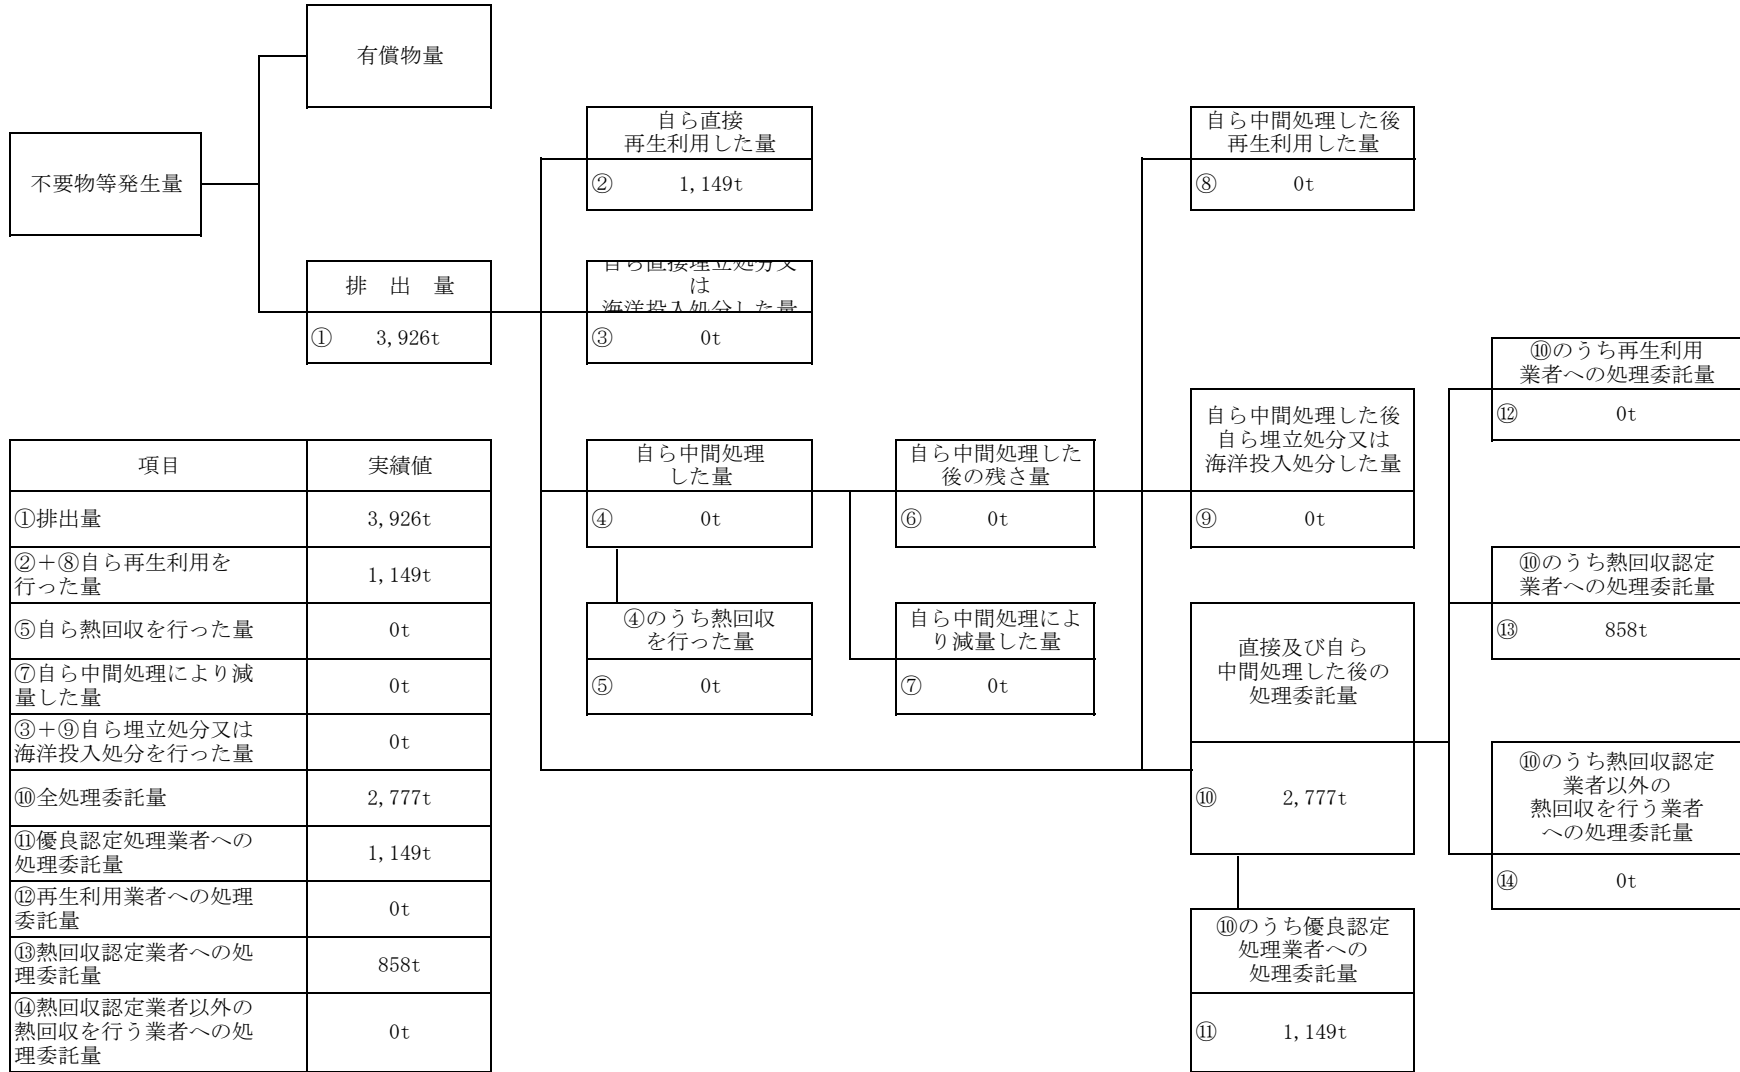 有償物量
不要物等発生量
排　出　量
① 3,926t
自ら直接
再生利用した量
② 1,149t
自ら直接埋立処分又
は
海洋投入処分した量
③ 0t
自ら中間処理
した量
④ 0t
④のうち熱回収
を行った量
⑤ 0t
自ら中間処理した
後の残さ量
⑥ 0t
自ら中間処理によ
り減量した量
⑦ 0t
自ら中間処理した後
再生利用した量
⑧ 0t
自ら中間処理した後
自ら埋立処分又は
海洋投入処分した量
⑨ 0t
直接及び自ら
中間処理した後の
処理委託量
⑩ 2,777t
⑩のうち優良認定
処理業者への
処理委託量
⑪ 1,149t
⑩のうち再生利用
業者への処理委託量
⑫ 0t
⑩のうち熱回収認定
業者への処理委託量
⑬ 858t
⑩のうち熱回収認定
業者以外の
熱回収を行う業者
への処理委託量
⑭ 0t
項目 実績値
①排出量 3,926t
②＋⑧自ら再生利用を
行った量 1,149t
⑤自ら熱回収を行った量 0t
⑦自ら中間処理により減
量した量 0t
③＋⑨自ら埋立処分又は
海洋投入処分を行った量 0t
⑩全処理委託量 2,777t
⑪優良認定処理業者への
処理委託量 1,149t
⑫再生利用業者への処理
委託量 0t
⑬熱回収認定業者への処
理委託量 858t
⑭熱回収認定業者以外の
熱回収を行う業者への処
理委託量 0t